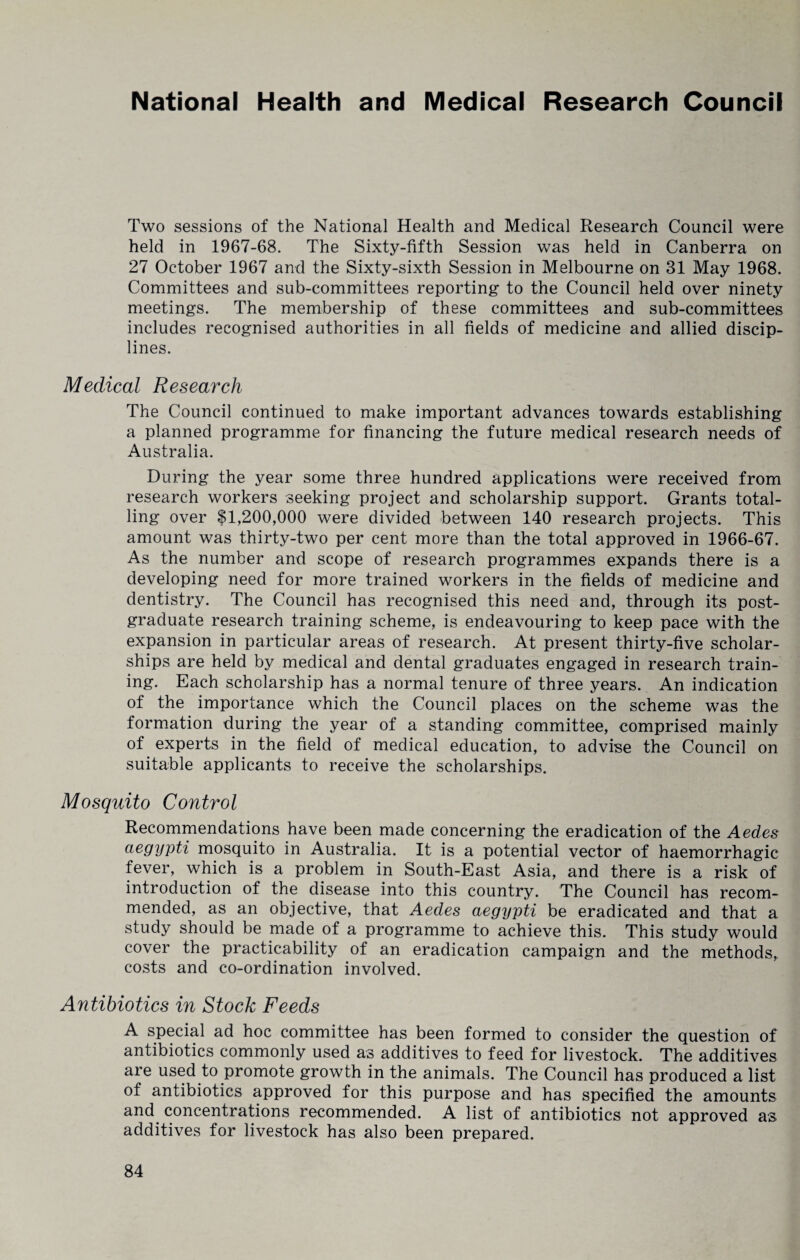 National Health and Medical Research Council
Two sessions of the National Health and Medical Research Council were
held in 1967-68. The Sixty-fifth Session was held in Canberra on
27 October 1967 and the Sixty-sixth Session in Melbourne on 31 May 1968.
Committees and sub-committees reporting to the Council held over ninety
meetings. The membership of these committees and sub-committees
includes recognised authorities in all fields of medicine and allied discip-
lines.
Medical Research
The Council continued to make important advances towards establishing
a planned programme for financing the future medical research needs of
Australia.
During the year some three hundred applications were received from
research workers seeking project and scholarship support. Grants total-
ling over $1,200,000 were divided between 140 research projects. This
amount was thirty-two per cent more than the total approved in 1966-67.
As the number and scope of research programmes expands there is a
developing need for more trained workers in the fields of medicine and
dentistry. The Council has recognised this need and, through its post-
graduate research training scheme, is endeavouring to keep pace with the
expansion in particular areas of research. At present thirty-five scholar-
ships are held by medical and dental graduates engaged in research train-
ing. Each scholarship has a normal tenure of three years. An indication
of the importance which the Council places on the scheme was the
formation during the year of a standing committee, comprised mainly
of experts in the field of medical education, to advise the Council on
suitable applicants to receive the scholarships.
Mosquito Control
Recommendations have been made concerning the eradication of the Aedes
aegypti mosquito in Australia. It is a potential vector of haemorrhagic
fever, which is a problem in South-East Asia, and there is a risk of
introduction of the disease into this country. The Council has recom-
mended, as an objective, that Aedes aegypti be eradicated and that a
study should be made of a programme to achieve this. This study would
cover the practicability of an eradication campaign and the methods,
costs and co-ordination involved.
Antibiotics in Stock Feeds
A special ad hoc committee has been formed to consider the question of
antibiotics commonly used as additives to feed for livestock. The additives
are used to promote growth in the animals. The Council has produced a list
of antibiotics approved for this purpose and has specified the amounts
and concentrations recommended. A list of antibiotics not approved as
additives for livestock has also been prepared.
84